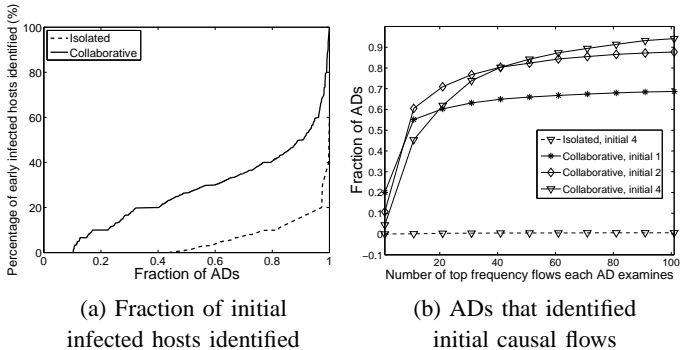 Percentage of early infected hosts identified (%)
100
80
60
40
20
0
Isolated
Collaborative
0 0.2 0.4 0.6 0.8 1
Fraction of ADs
(a) Fraction of initial
infected hosts identified
Fraction of ADs
0.9
0.8
0.7
0.6
0.5
0.4
0.3
0.2
0.1
0
−0.1
Isolated, initial 4
Collaborative, initial 1
Collaborative, initial 2
Collaborative, initial 4
0 20 40 60 80 100
Number of top frequency flows each AD examines
(b) ADs that identified
initial causal flows